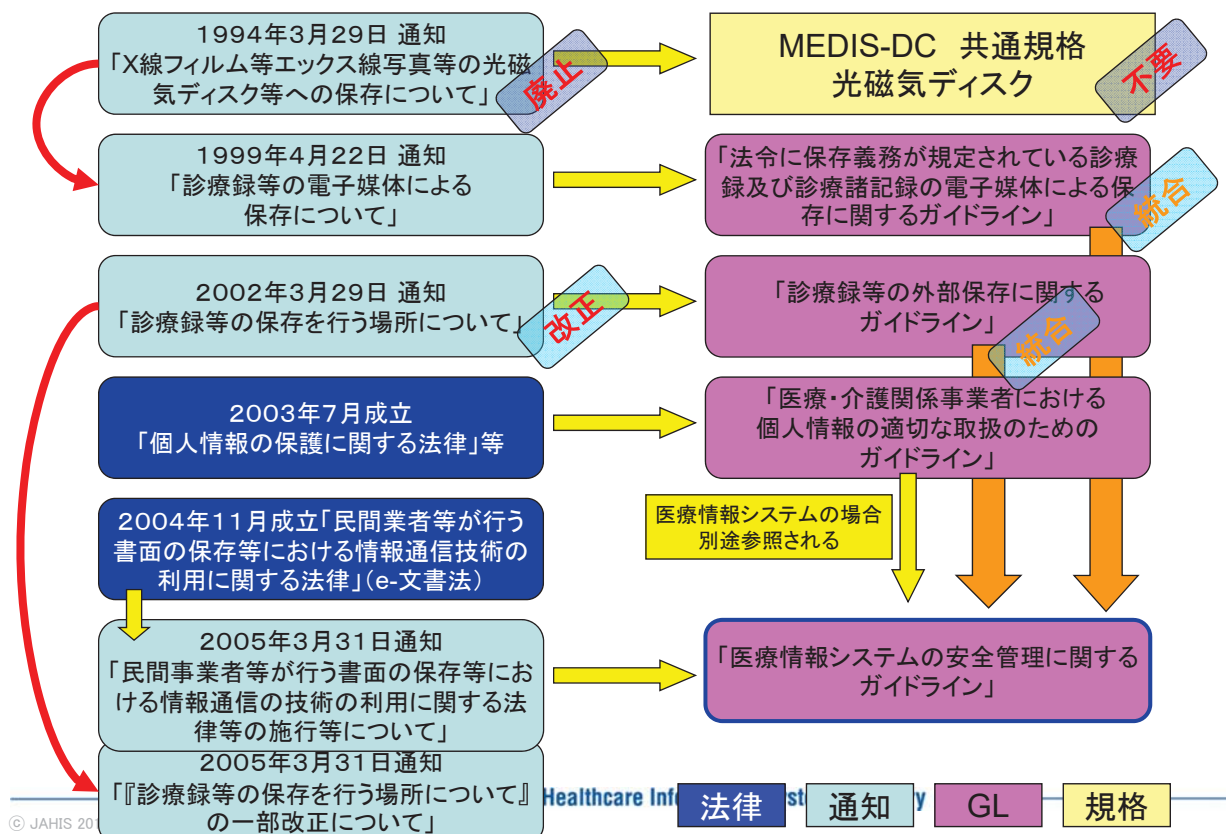 1994年3月29日 通知
「X線フィルム等エックス線写真等の光磁
気ディスク等への保存について」
廃止
MEDIS-DC 共通規格
光磁気ディスク
不要
1999年4月22日 通知
「診療録等の電子媒体による
保存について」
「法令に保存義務が規定されている診療
録及び診療諸記録の電子媒体による保
存に関するガイドライン」
統合
2002年3月29日 通知
「診療録等の保存を行う場所について」
改正
「診療録等の外部保存に関する
ガイドライン」
統合
2003年7月成立
「個人情報の保護に関する法律」等
「医療・介護関係事業者における
個人情報の適切な取扱のための
ガイドライン」
2004年11月成立「民間業者等が行う
書面の保存等における情報通信技術の
利用に関する法律」(e-文書法)
医療情報システムの場合
別途参照される
2005年3月31日通知
「民間事業者等が行う書面の保存等にお
ける情報通信の技術の利用に関する法
律等の施行等について」
「医療情報システムの安全管理に関する
ガイドライン」
2005年3月31日通知
「『診療録等の保存を行う場所について』
の一部改正について」
Healthcare
法律
通知
GL
規格
© JAHIS